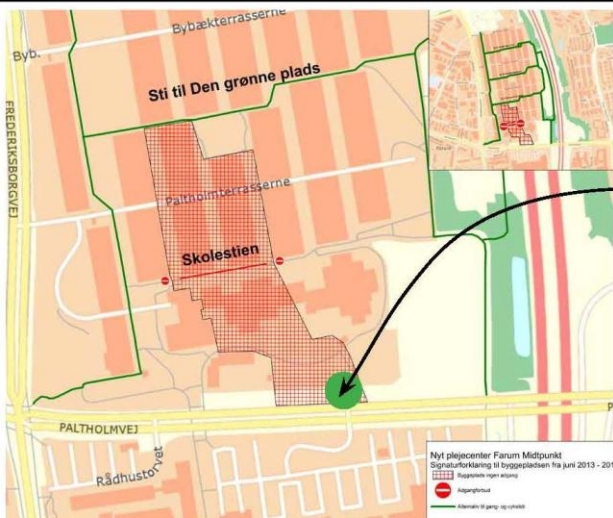 Byb.
Bybækterrasserne
Sti til Den grønne plads
FREDERIKSBORGVEJ
Paltholmterrasserne
Skolestien
PALTHOLMVEJ
P
Rådhustorvet
Nyt plejecenter Farum Midtpunkt
Signaturforklaring til byggepladsen fra juni 2013 - 201
Byggeplads ingen adgang
Adgangforbud
Alternativ til gang- og cykelsti